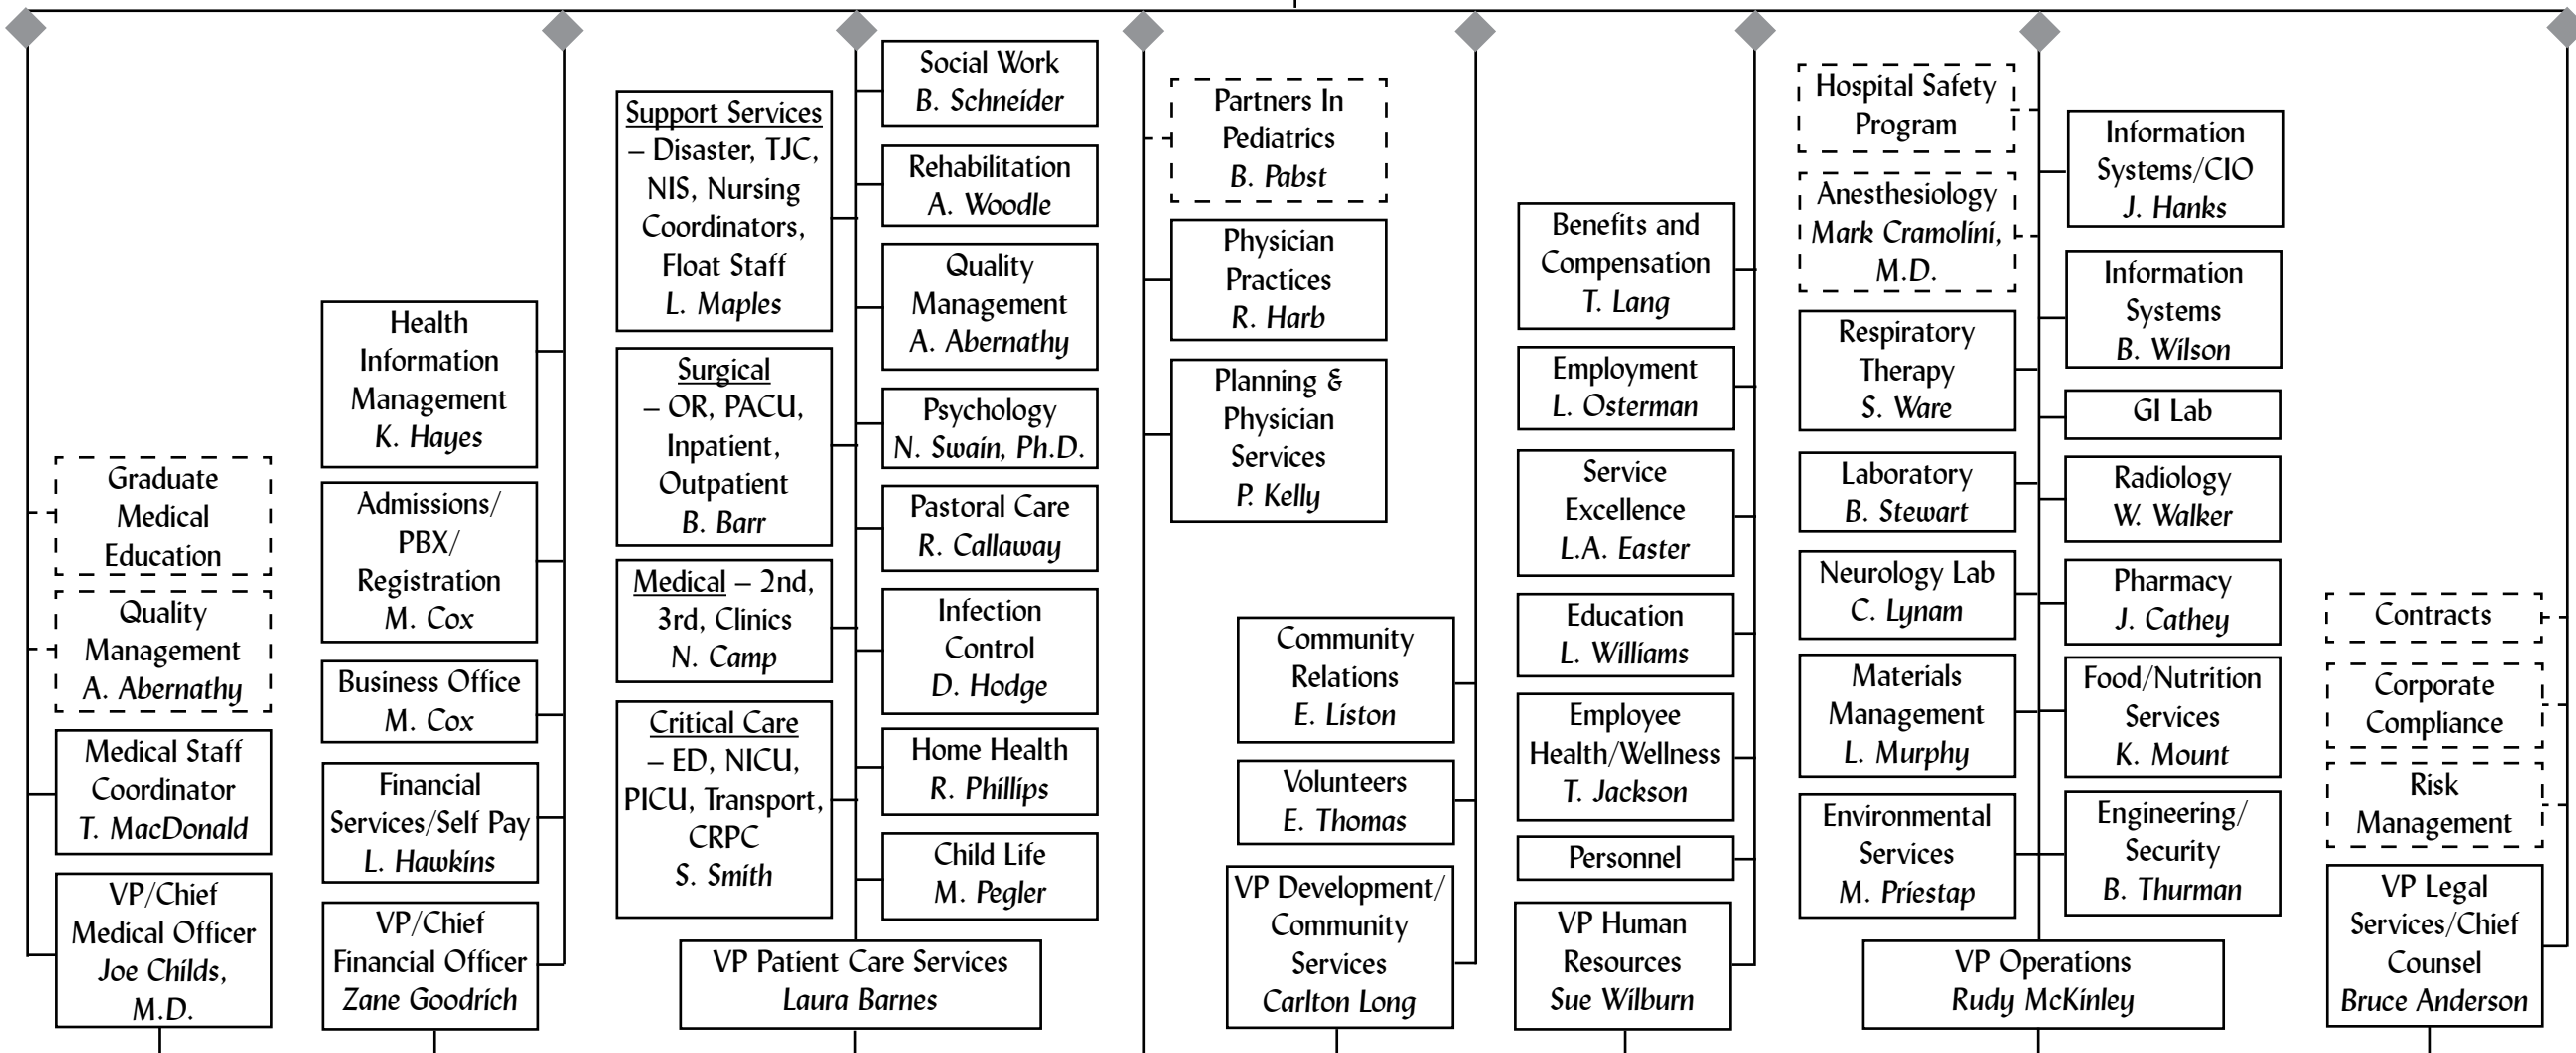 Graduate
Medical
Education
Quality
Management
A. Abernathy
Medical Staff
Coordinator
T. MacDonald
VP/Chief
Medical Officer
Joe Childs,
M.D.
Health
Information
Management
K. Hayes
Admissions/
PBX/
Registration
M. Cox
Business Office
M. Cox
Financial
Services/Self Pay
L. Hawkins
VP/Chief
Financial Officer
Zane Goodrich
Support Services
– Disaster, TJC,
NIS, Nursing
Coordinators,
Float Staff
L. Maples
Surgical
– OR, PACU,
Inpatient,
Outpatient
B. Barr
Medical – 2nd,
3rd, Clinics
N. Camp
Critical Care
– ED, NICU,
PICU, Transport,
CRPC
S. Smith
Social Work
B. Schneider
Rehabilitation
A. Woodle
Quality
Management
A. Abernathy
Psychology
N. Swain, Ph.D.
Pastoral Care
R. Callaway
Infection
Control
D. Hodge
Home Health
R. Phillips
Child Life
M. Pegler
VP Patient Care Services
Laura Barnes
Partners In
Pediatrics
B. Pabst
Physician
Practices
R. Harb
Planning &
Physician
Services
P. Kelly
Community
Relations
E. Liston
Volunteers
E. Thomas
VP Development/
Community
Services
Carlton Long
Benefits and
Compensation
T. Lang
Employment
L. Osterman
Service
Excellence
L.A. Easter
Education
L. Williams
Employee
Health/Wellness
T. Jackson
Personnel
VP Human
Resources
Sue Wilburn
Hospital Safety
Program
Anesthesiology
Mark Cramolini,
M.D.
Respiratory
Therapy
S. Ware
Laboratory
B. Stewart
Neurology Lab
C. Lynam
Materials
Management
L. Murphy
Environmental
Services
M. Priestap
Information
Systems/CIO
J. Hanks
Information
Systems
B. Wilson
GI Lab
Radiology
W. Walker
Pharmacy
J. Cathey
Food/Nutrition
Services
K. Mount
Engineering/
Security
B. Thurman
VP Operations
Rudy McKinley
Contracts
Corporate
Compliance
Risk
Management
VP Legal
Services/Chief
Counsel
Bruce Anderson